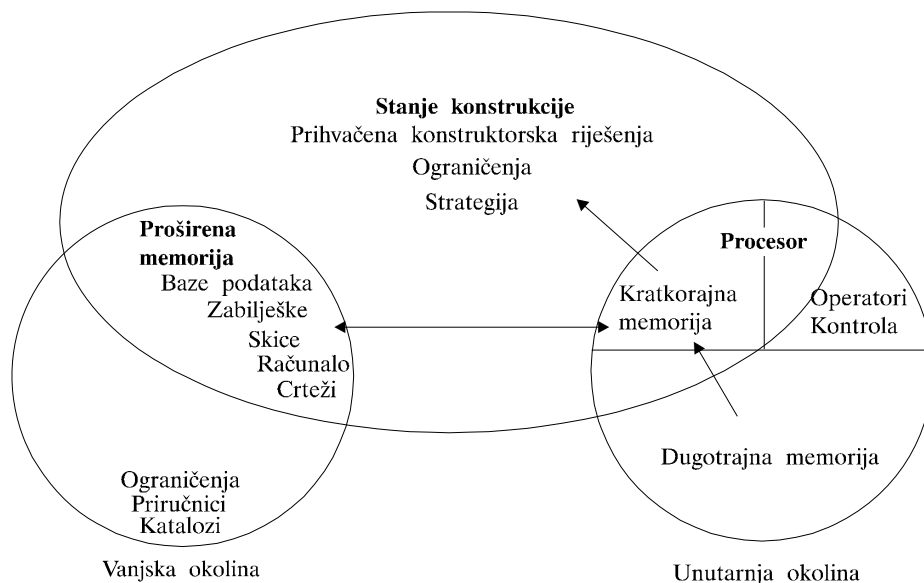 Stanje konstrukcije
Prihvačena konstruktorska riješenja
Ograničenja
Strategija
Proširena
memorija
Baze podataka
Zabilješke
Skice
Računalo
Crteži
Ograničenja
Priručnici
Katalozi
Vanjska okolina
Procesor
Kratkorajna
memorija
Operatori
Kontrola
Dugotrajna memorija
Unutarnja okolina